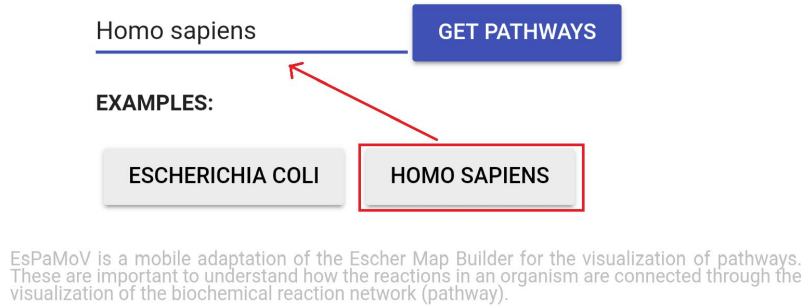 Homo sapiens
GET PATHWAYS
EXAMPLES:
ESCHERICHIA COLI
HOMO SAPIENS
EsPaMoV is a mobile adaptation of the Escher Map Builder for the visualization of pathways.
These are important to understand how the reactions in an organism are connected through the
visualization of the biochemical reaction network (pathway).